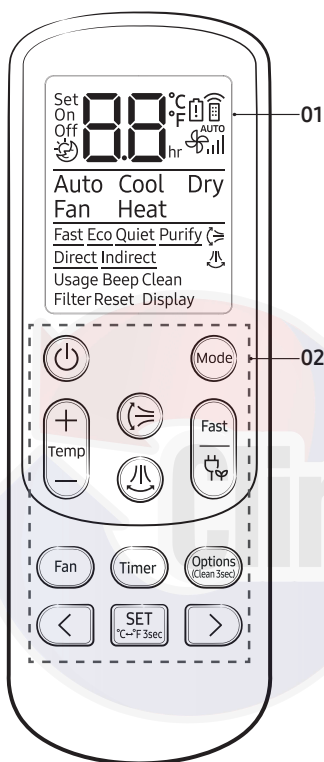 Set
On
Off
88
°C
°F
hr
AUTO
01
Auto Cool Dry
Fan Heat
Fast Eco Quiet Purify
Direct Indirect
Usage Beep Clean
Filter Reset Display
Mode
02
+
Temp
−
Fast
Fan
Timer
Options
(Clean 3sec)
<
SET
°C↔°F 3sec
>